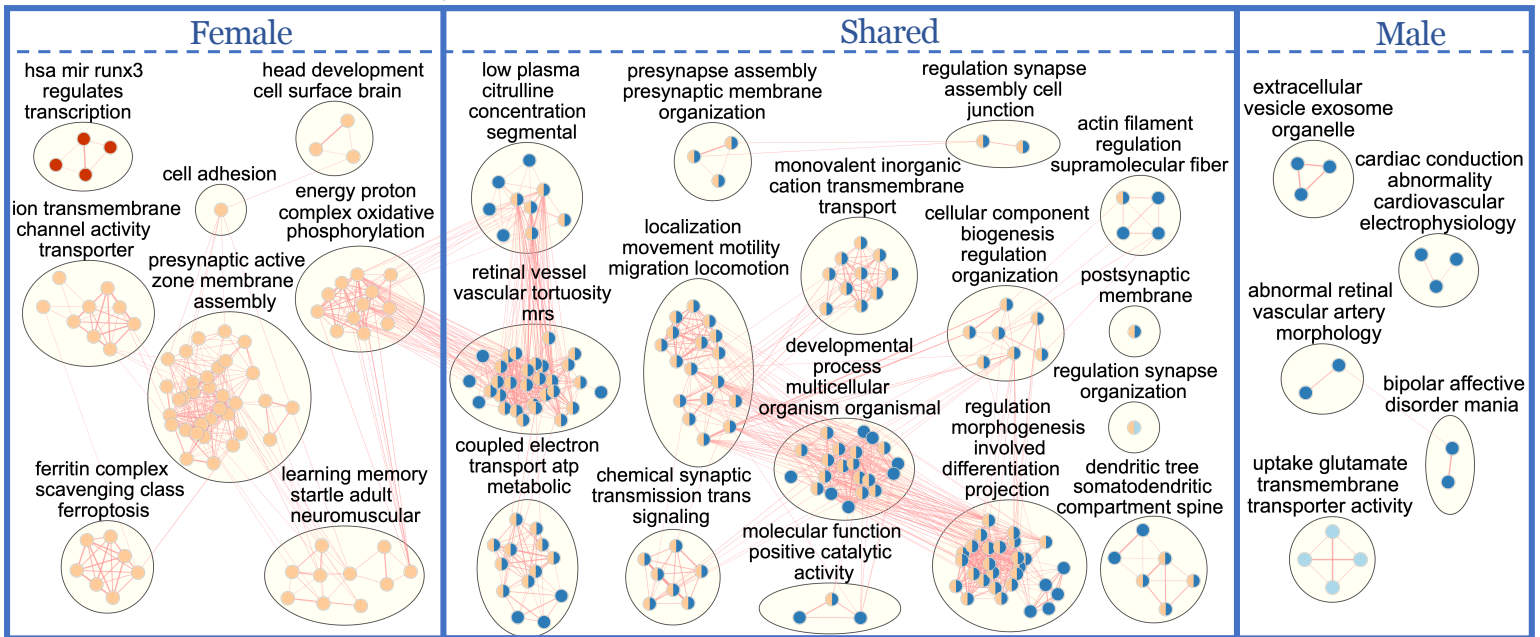 Female
Shared
Male
hsa mir runx3
regulates
transcription
head development
cell surface brain
cell adhesion
ion transmembrane
channel activity
transporter
energy proton
complex oxidative
phosphorylation
presynaptic active
zone membrane
assembly
ferritin complex
scavenging class
ferroptosis
learning memory
startle adult
neuromuscular
low plasma
citrulline
concentration
segmental
presynapse assembly
presynaptic membrane
organization
regulation synapse
assembly cell
junction
actin filament
regulation
supramolecular fiber
monovalent inorganic
cation transmembrane
transport
localization
movement motility
migration locomotion
cellular component
biogenesis
regulation
organization
retinal vessel
vascular tortuosity
mrs
postsynaptic
membrane
developmental
process
multicellular
organism organismal
regulation synapse
organization
regulation
morphogenesis
involved
differentiation
projection
coupled electron
transport atp
metabolic
chemical synaptic
transmission trans
signaling
dendritic tree
somatodendritic
compartment spine
molecular function
positive catalytic
activity
extracellular
vesicle exosome
organelle
cardiac conduction
abnormality
cardiovascular
electrophysiology
abnormal retinal
vascular artery
morphology
bipolar affective
disorder mania
uptake glutamate
transmembrane
transporter activity